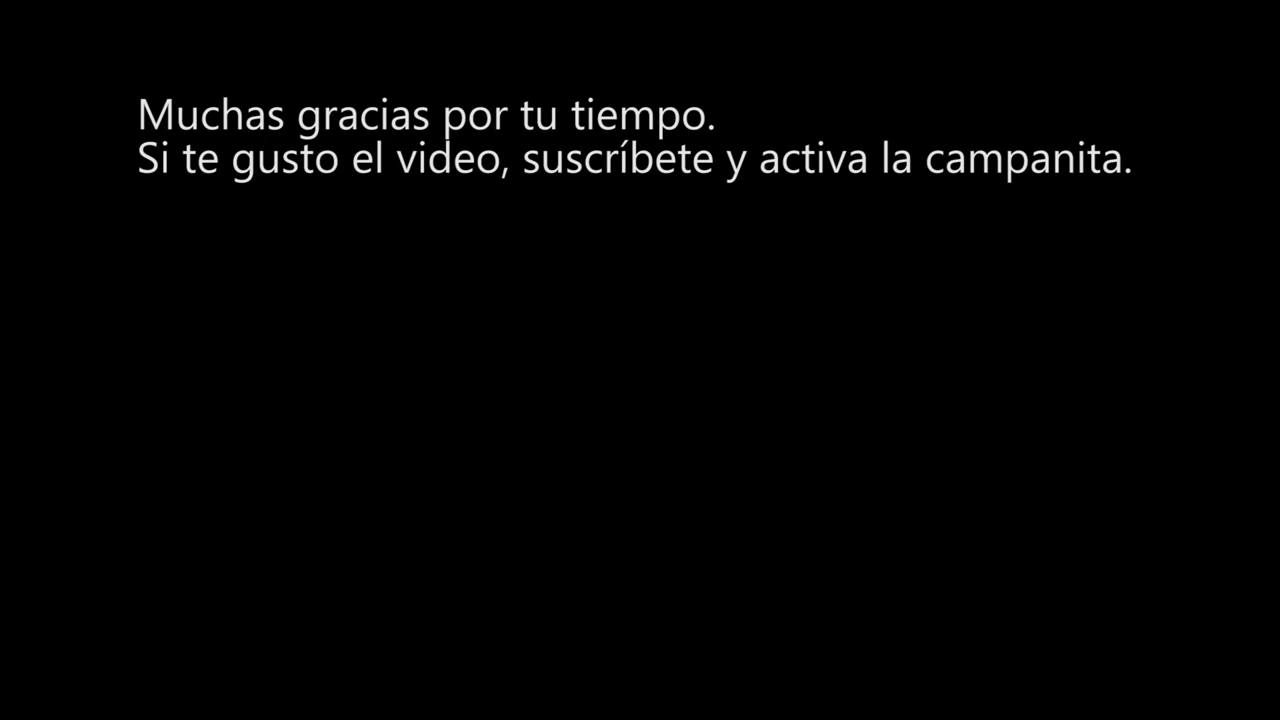 Muchas gracias por tu tiempo.
Si te gusto el video, suscríbete y activa la campanita.